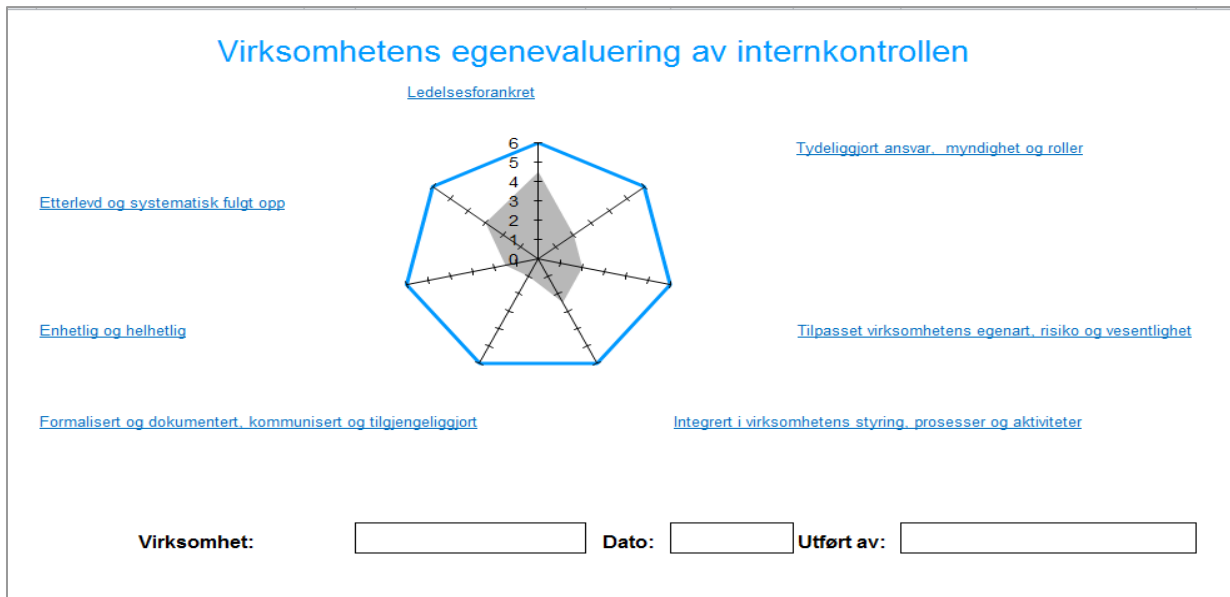 Virksomhetens egenevaluering av internkontrollen
Ledelsesforankret
Tydeliggjort ansvar,  myndighet og roller
6
5
4
3
2
1
0
Etterlevd og systematisk fulgt opp
Enhetlig og helhetlig
Tilpasset virksomhetens egenart, risiko og vesentlighet
Formalisert og dokumentert, kommunisert og tilgjengeliggjort
Integrert i virksomhetens styring, prosesser og aktiviteter
Virksomhet: Dato: Utført av: